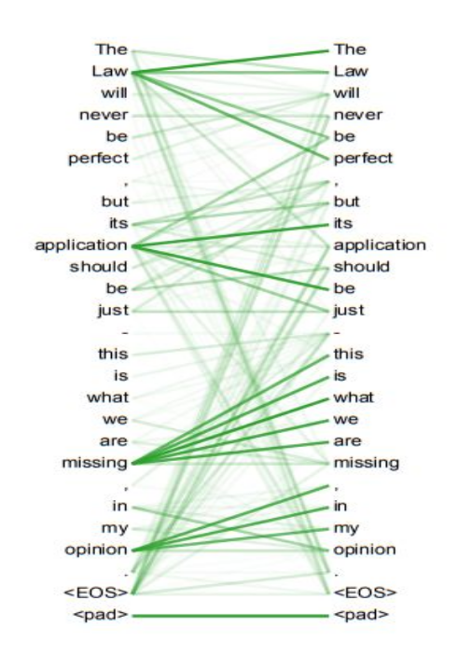 The The
Law Law
will will
never never
be be
perfect perfect
, ,
but but
its its
application application
should should
be be
just just
- -
this this
is is
what what
we we
are are
missing missing
, ,
in in
my my
opinion opinion
. .
<EOS> <EOS>
<pad> <pad>